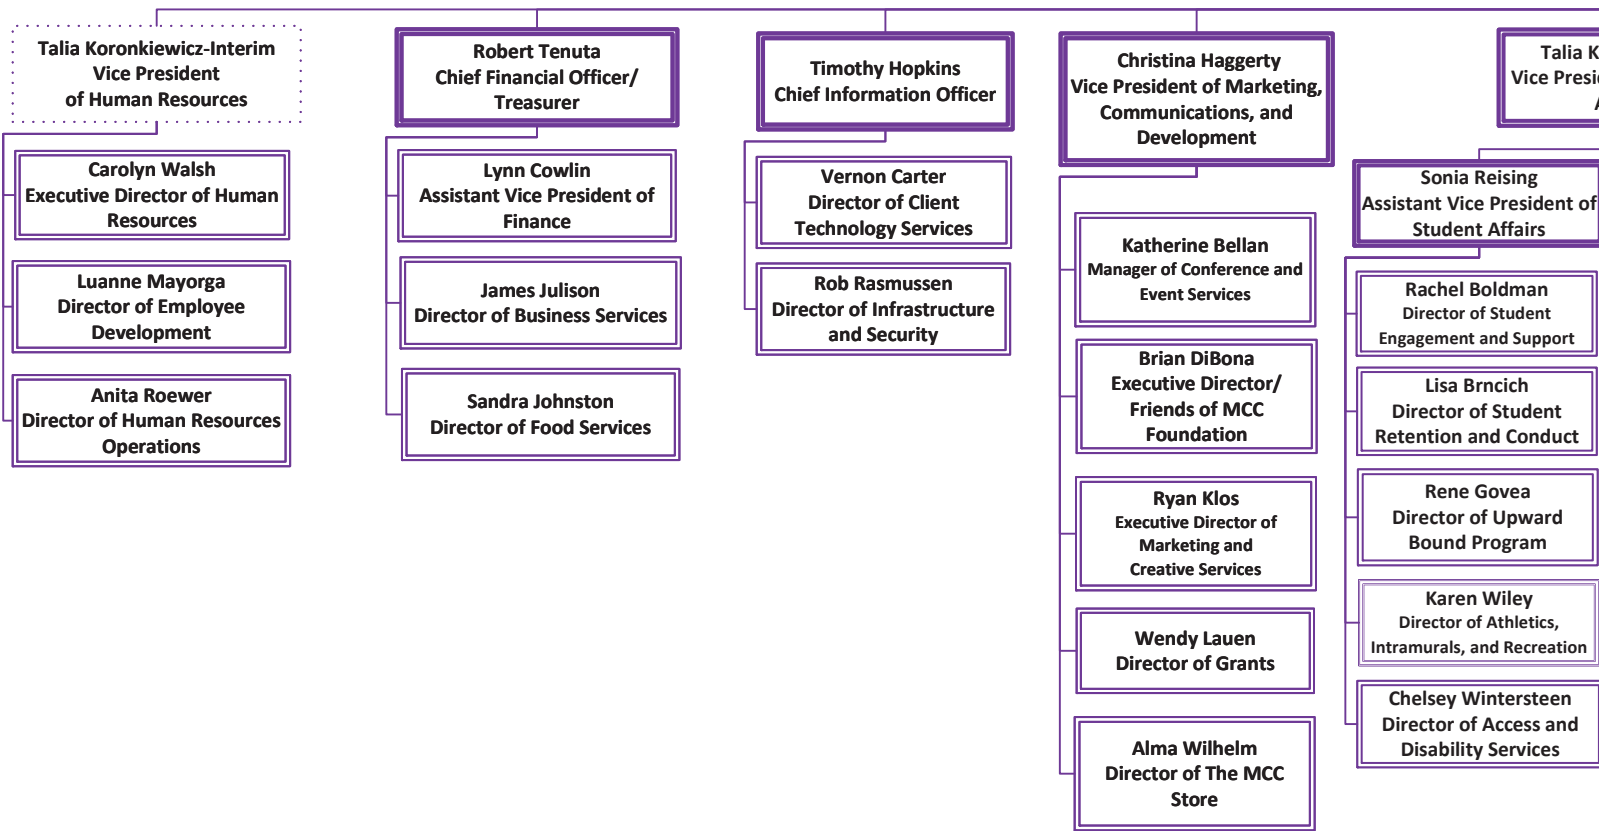 Talia Koronkiewicz-Interim
Vice President
of Human Resources
Carolyn Walsh
Executive Director of Human
Resources
Luanne Mayorga
Director of Employee
Development
Anita Roewer
Director of Human Resources
Operations
Robert Tenuta
Chief Financial Officer/
Treasurer
Lynn Cowlin
Assistant Vice President of
Finance
James Julison
Director of Business Services
Sandra Johnston
Director of Food Services
Timothy Hopkins
Chief Information Officer
Vernon Carter
Director of Client
Technology Services
Rob Rasmussen
Director of Infrastructure
and Security
Christina Haggerty
Vice President of Marketing,
Communications, and
Development
Katherine Bellan
Manager of Conference and
Event Services
Brian DiBona
Executive Director/
Friends of MCC
Foundation
Ryan Klos
Executive Director of
Marketing and
Creative Services
Wendy Lauen
Director of Grants
Alma Wilhelm
Director of The MCC
Store
Talia K
Vice Presi
Sonia Reising
Assistant Vice President of
Student Affairs
Rachel Boldman
Director of Student
Engagement and Support
Lisa Brncich
Director of Student
Retention and Conduct
Rene Govea
Director of Upward
Bound Program
Karen Wiley
Director of Athletics,
Intramurals, and Recreation
Chelsey Wintersteen
Director of Access and
Disability Services